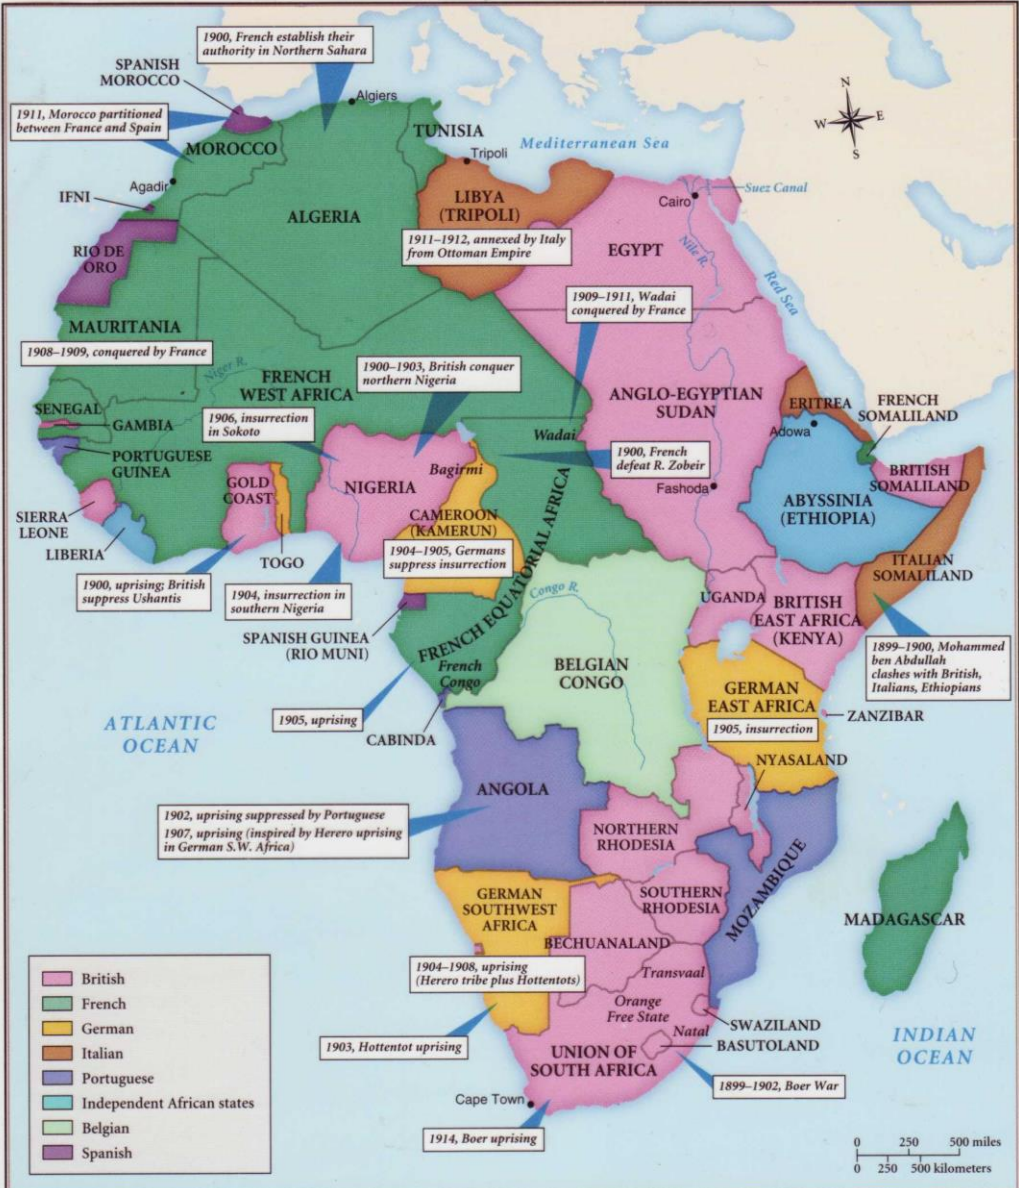 1900, French establish their
authority in Northern Sahara
SPANISH
MOROCCO
Algiers
1911, Morocco partitioned
between France and Spain
TUNISIA
MOROCCO
Mediterranean Sea
Tripoli
N
W
E
S
Agadir
IFNI
LIBYA
(TRIPOLI)
Cairo
Suez Canal
ALGERIA
1911–1912, annexed by Italy
from Ottoman Empire
EGYPT
Nile R.
Red Sea
RIO DE
ORO
1909–1911, Wadai
conquered by France
MAURITANIA
1908–1909, conquered by France
Niger R.
1900–1903, British conquer
northern Nigeria
FRENCH
WEST AFRICA
ANGLO-EGYPTIAN
SUDAN
ERITREA
FRENCH
SOMALILAND
SENEGAL
GAMBIA
1906, insurrection
in Sokoto
Wadai
Adowa
PORTUGUESE
GUINEA
1900, French
defeat R. Zobeir
Bagirmi
BRITISH
SOMALILAND
GOLD
COAST
NIGERIA
Fashoda
ABYSSINIA
(ETHIOPIA)
SIERRA
LEONE
CAMEROON
(KAMERUN)
LIBERIA
TOGO
1904–1905, Germans
suppress insurrection
FRENCH EQUATORIAL AFRICA
ITALIAN
SOMALILAND
1900, uprising; British
suppress Ushantis
1904, insurrection in
southern Nigeria
Congo R.
UGANDA
BRITISH
EAST AFRICA
(KENYA)
SPANISH GUINEA
(RIO MUNI)
1899–1900, Mohammed
ben Abdullah
clashes with British,
Italians, Ethiopians
French
Congo
BELGIAN
CONGO
GERMAN
EAST AFRICA
1905, insurrection
ZANZIBAR
ATLANTIC
OCEAN
1905, uprising
CABINDA
NYASALAND
ANGOLA
1902, uprising suppressed by Portuguese
1907, uprising (inspired by Herero uprising
in German S.W. Africa)
NORTHERN
RHODESIA
MOZAMBIQUE
GERMAN
SOUTHWEST
AFRICA
SOUTHERN
RHODESIA
MADAGASCAR
BECHUANALAND
1904–1908, uprising
(Herero tribe plus Hottentots)
Transvaal
Orange
Free State
Natal
SWAZILAND
BASUTOLAND
INDIAN
OCEAN
1903, Hottentot uprising
UNION OF
SOUTH AFRICA
1899–1902, Boer War
Cape Town
1914, Boer uprising
British
French
German
Italian
Portuguese
Independent African states
Belgian
Spanish
0 250 500 miles
0 250 500 kilometers